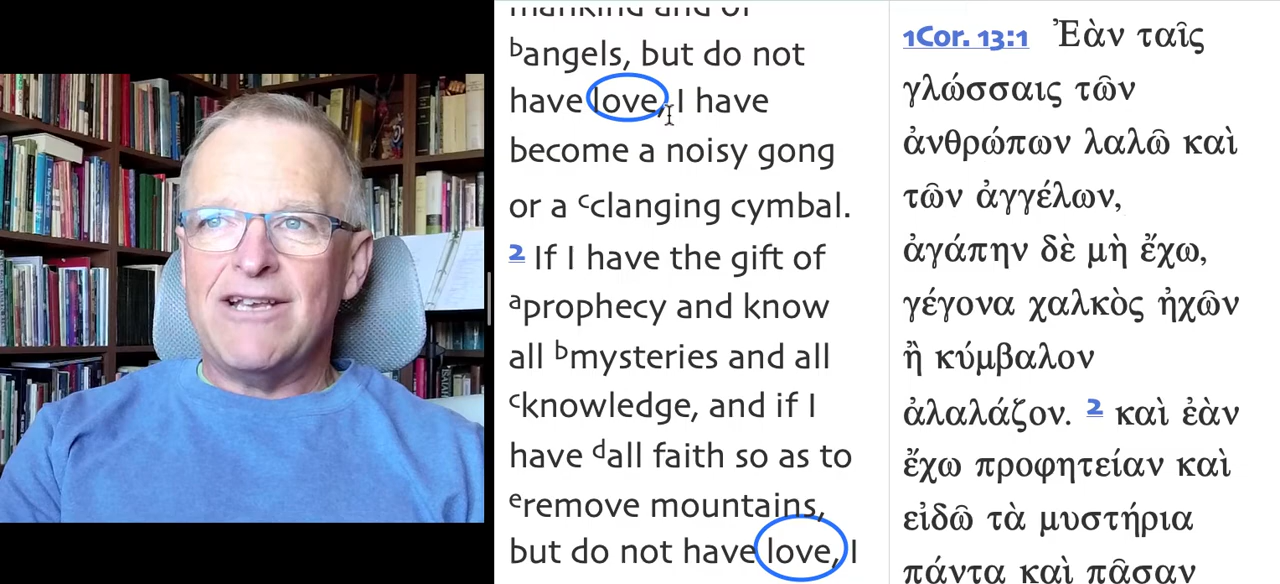 bangels, but do not
have love, I have
become a noisy gong
or a cclanging cymbal.
2 If I have the gift of
aprophecy and know
all bmysteries and all
cknowledge, and if I
have dall faith so as to
eremove mountains,
but do not have love, I
1Cor. 13:1 Ἐὰν ταῖς
γλώσσαις τῶν
ἀνθρώπων λαλῶ καὶ
τῶν ἀγγέλων,
ἀγάπην δὲ μὴ ἔχω,
γέγονα χαλκὸς ἠχῶν
ἢ κύμβαλον
ἀλαλάζον. 2 καὶ ἐὰν
ἔχω προφητείαν καὶ
εἰδῶ τὰ μυστήρια
πάντα καὶ πᾶσαν